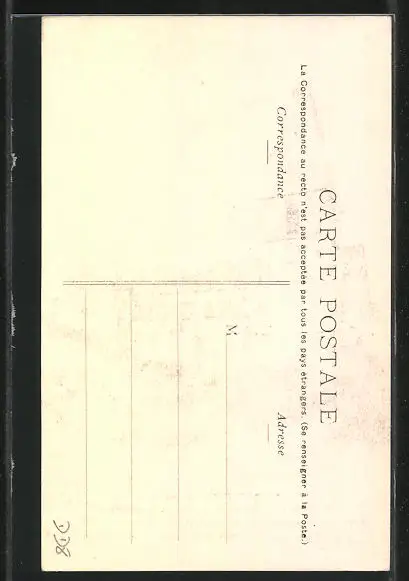 CARTE POSTALE
La Correspondance au recto n'est pas acceptée par tous les pays étrangers. (Se renseigner à la Poste.)
Correspondance
Adresse
M
DD8